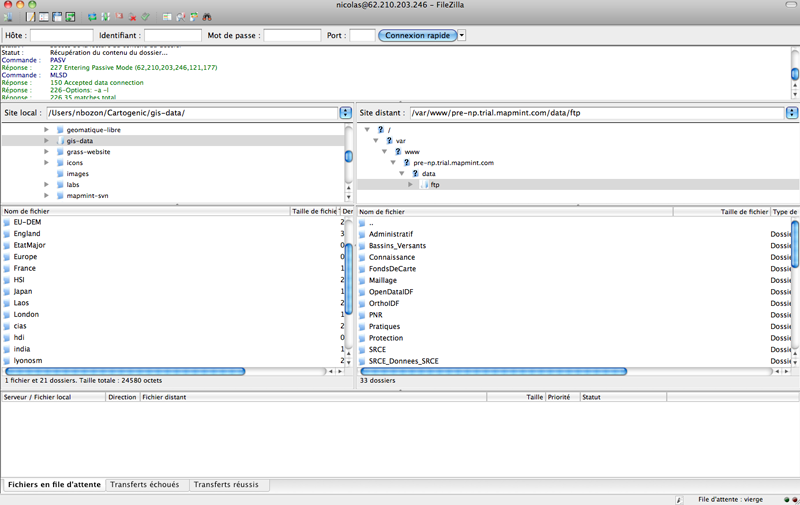 nicolas@62.210.203.246 - FileZilla
Hôte : Identifiant : Mot de passe : Port : Connexion rapide
Statut : Récupération du contenu du dossier...
Commande : PASV
Réponse : 227 Entering Passive Mode (62,210,203,246,121,177)
Commande : MLSD
Réponse : 150 Accepted data connection
Réponse : 226-Options: -a -l
Réponse : 226 35 matches total
Site local : /Users/nbozon/Cartogenic/gis-data/
geomatique-libre
gis-data
grass-website
icons
images
labs
mapmint-svn
Site distant : /var/www/pre-np.trial.mapmint.com/data/ftp
/
var
www
pre-np.trial.mapmint.com
data
ftp
Nom de fichier Taille de fichie Der
EU-DEM 2
England 3
EtatMajor 0
Europe 0
France 1
HSI 2
Japan 1
Laos 2
London 1
cias 2
hdi 0
india 1
lyonosm 2
1 fichier et 21 dossiers. Taille totale : 24580 octets
Nom de fichier Taille de fichier Type de
..
Administratif Dossie
Bassins_Versants Dossie
Connaissance Dossie
FondsDeCarte Dossie
Maillage Dossie
OpenDataIDF Dossie
OrthoIDF Dossie
PNR Dossie
Pratiques Dossie
Protection Dossie
SRCE Dossie
SRCE_Donnees_SRCE Dossie
33 dossiers
Serveur / Fichier local Direction Fichier distant Taille Priorité Statut
Fichiers en file d'attente Transferts échoués Transferts réussis
File d'attente : vierge